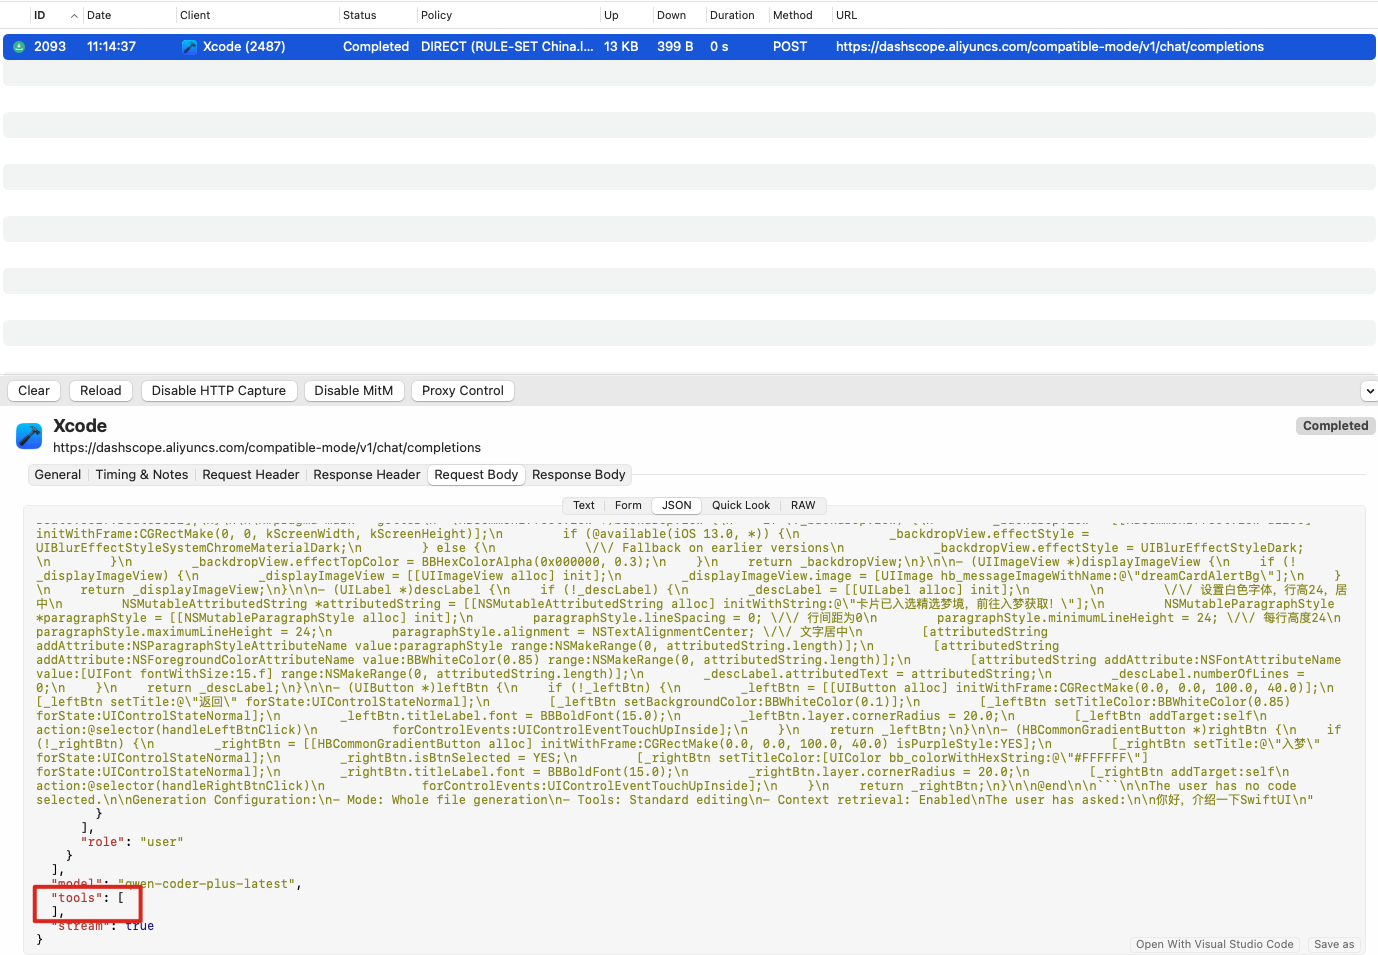 ID Date Client Status Policy Up Down Duration Method URL
2093 11:14:37 Xcode (2487) Completed DIRECT (RULE-SET China.l... 13 KB 399 B 0 s POST https://dashscope.aliyuncs.com/compatible-mode/v1/chat/completions
Clear Reload Disable HTTP Capture Disable MitM Proxy Control
Xcode
Completed
https://dashscope.aliyuncs.com/compatible-mode/v1/chat/completions
General Timing & Notes Request Header Response Header Request Body Response Body
Text Form JSON Quick Look RAW
initWithFrame:CGRectMake(0, 0, kScreenWidth, kScreenHeight)];\n        if (@available(iOS 13.0, *)) {\n            _backdropView.effectStyle =
UIBlurEffectStyleSystemChromeMaterialDark;\n        } else {\n            \/\/ Fallback on earlier versions\n            _backdropView.effectStyle = UIBlurEffectStyleDark;
\n        }\n        _backdropView.effectTopColor = BBHexColorAlpha(0x000000, 0.3);\n    }\n    return _backdropView;\n}\n\n- (UIImageView *)displayImageView {\n    if (!
_displayImageView) {\n        _displayImageView = [[UIImageView alloc] init];\n        _displayImageView.image = [UIImage hb_messageImageWithName:@\"dreamCardAlertBg\"];\n    }
\n    return _displayImageView;\n}\n\n- (UILabel *)descLabel {\n    if (!_descLabel) {\n        _descLabel = [[UILabel alloc] init];\n        \n        \/\/ 设置白色字体，行高24，居
中\n        NSMutableAttributedString *attributedString = [[NSMutableAttributedString alloc] initWithString:@\"卡片已入选精选梦境，前往入梦获取！\"];\n        NSMutableParagraphStyle
*paragraphStyle = [[NSMutableParagraphStyle alloc] init];\n        paragraphStyle.lineSpacing = 0; \/\/ 行间距为0\n        paragraphStyle.minimumLineHeight = 24; \/\/ 每行高度24\n
paragraphStyle.maximumLineHeight = 24;\n        paragraphStyle.alignment = NSTextAlignmentCenter; \/\/ 文字居中\n        [attributedString
addAttribute:NSParagraphStyleAttributeName value:paragraphStyle range:NSMakeRange(0, attributedString.length)];\n        [attributedString
addAttribute:NSForegroundColorAttributeName value:BBWhiteColor(0.85) range:NSMakeRange(0, attributedString.length)];\n        [attributedString addAttribute:NSFontAttributeName
value:[UIFont fontWithSize:15.f] range:NSMakeRange(0, attributedString.length)];\n        _descLabel.attributedText = attributedString;\n        _descLabel.numberOfLines =
0;\n    }\n    return _descLabel;\n}\n\n- (UIButton *)leftBtn {\n    if (!_leftBtn) {\n        _leftBtn = [[UIButton alloc] initWithFrame:CGRectMake(0.0, 0.0, 100.0, 40.0)];\n
[_leftBtn setTitle:@\"返回\" forState:UIControlStateNormal];\n        [_leftBtn setBackgroundColor:BBWhiteColor(0.1)];\n        [_leftBtn setTitleColor:BBWhiteColor(0.85)
forState:UIControlStateNormal];\n        _leftBtn.titleLabel.font = BBBoldFont(15.0);\n        _leftBtn.layer.cornerRadius = 20.0;\n        [_leftBtn addTarget:self\n
action:@selector(handleLeftBtnClick)\n           forControlEvents:UIControlEventTouchUpInside];\n    }\n    return _leftBtn;\n}\n\n- (HBCommonGradientButton *)rightBtn {\n    if
(!_rightBtn) {\n        _rightBtn = [[HBCommonGradientButton alloc] initWithFrame:CGRectMake(0.0, 0.0, 100.0, 40.0) isPurpleStyle:YES];\n        [_rightBtn setTitle:@\"入梦\"
forState:UIControlStateNormal];\n        _rightBtn.isBtnSelected = YES;\n        [_rightBtn setTitleColor:[UIColor bb_colorWithHexString:@\"#FFFFFF\"]
forState:UIControlStateNormal];\n        _rightBtn.titleLabel.font = BBBoldFont(15.0);\n        _rightBtn.layer.cornerRadius = 20.0;\n        [_rightBtn addTarget:self\n
action:@selector(handleRightBtnClick)\n               forControlEvents:UIControlEventTouchUpInside];\n    }\n    return _rightBtn;\n}\n\n@end\n\n```\n\nThe user has no code
selected.\n\nGeneration Configuration:\n- Mode: Whole file generation\n- Tools: Standard editing\n- Context retrieval: Enabled\nThe user has asked:\n\n你好，介绍一下SwiftUI\n"
}
],
"role": "user"
}
],
"model": "qwen-coder-plus-latest",
"tools": [
],
"stream": true
}
Open With Visual Studio Code Save as